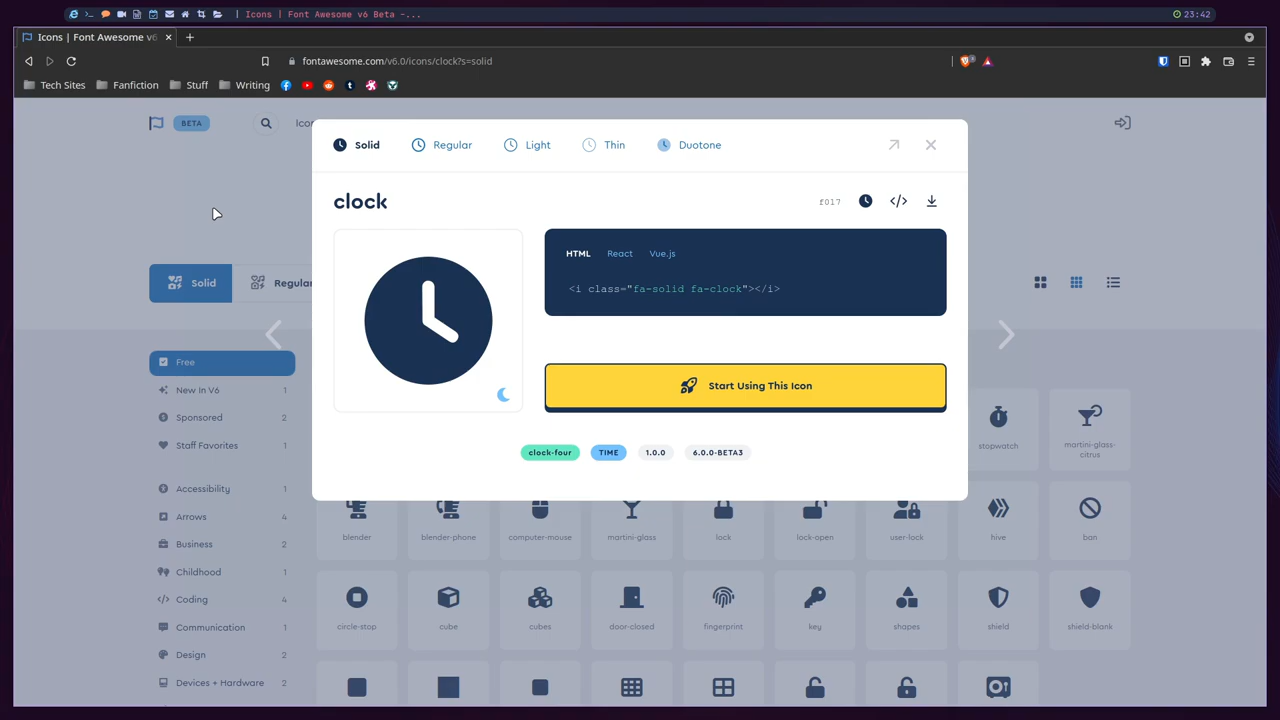 | Icons | Font Awesome v6 Beta -...
23:42
Icons | Font Awesome v6
fontawesome.com/v6.0/icons/clock?s=solid
Tech Sites Fanfiction Stuff Writing
BETA
Solid Regular Light Thin Duotone
clock
f017
HTML React Vue.js
<i class="fa-solid fa-clock"></i>
Start Using This Icon
clock-four TIME 1.0.0 6.0.0-BETA3
Solid Regular
Free
New In V6 1
Sponsored 2
Staff Favorites 1
Accessibility 1
Arrows 4
Business 2
Childhood 1
Coding 4
Communication 1
Design 2
Devices + Hardware 2
stopwatch martini-glass-
citrus
blender blender-phone computer-mouse martini-glass lock lock-open user-lock hive ban
circle-stop cube cubes door-closed fingerprint key shapes shield shield-blank